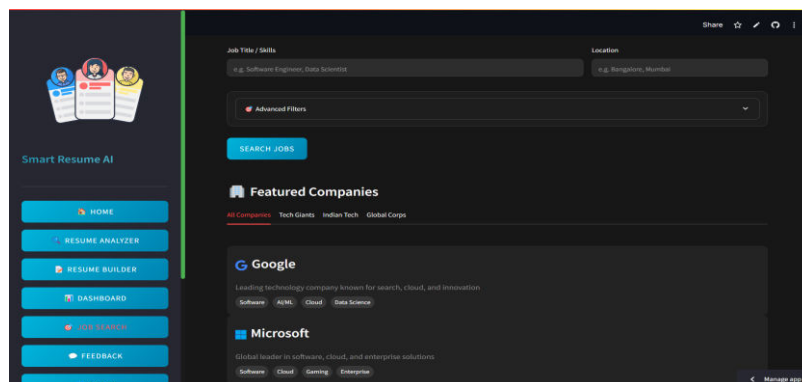 Share
Job Title / Skills
Location
e.g. Software Engineer, Data Scientist
e.g. Bangalore, Mumbai
Advanced Filters
SEARCH JOBS
Smart Resume AI
HOME
RESUME ANALYZER
RESUME BUILDER
DASHBOARD
JOB SEARCH
FEEDBACK
Featured Companies
All Companies Tech Giants Indian Tech Global Corps
Google
Leading technology company known for search, cloud, and innovation
Software AI/ML Cloud Data Science
Microsoft
Global leader in software, cloud, and enterprise solutions
Software Cloud Gaming Enterprise
Manage app